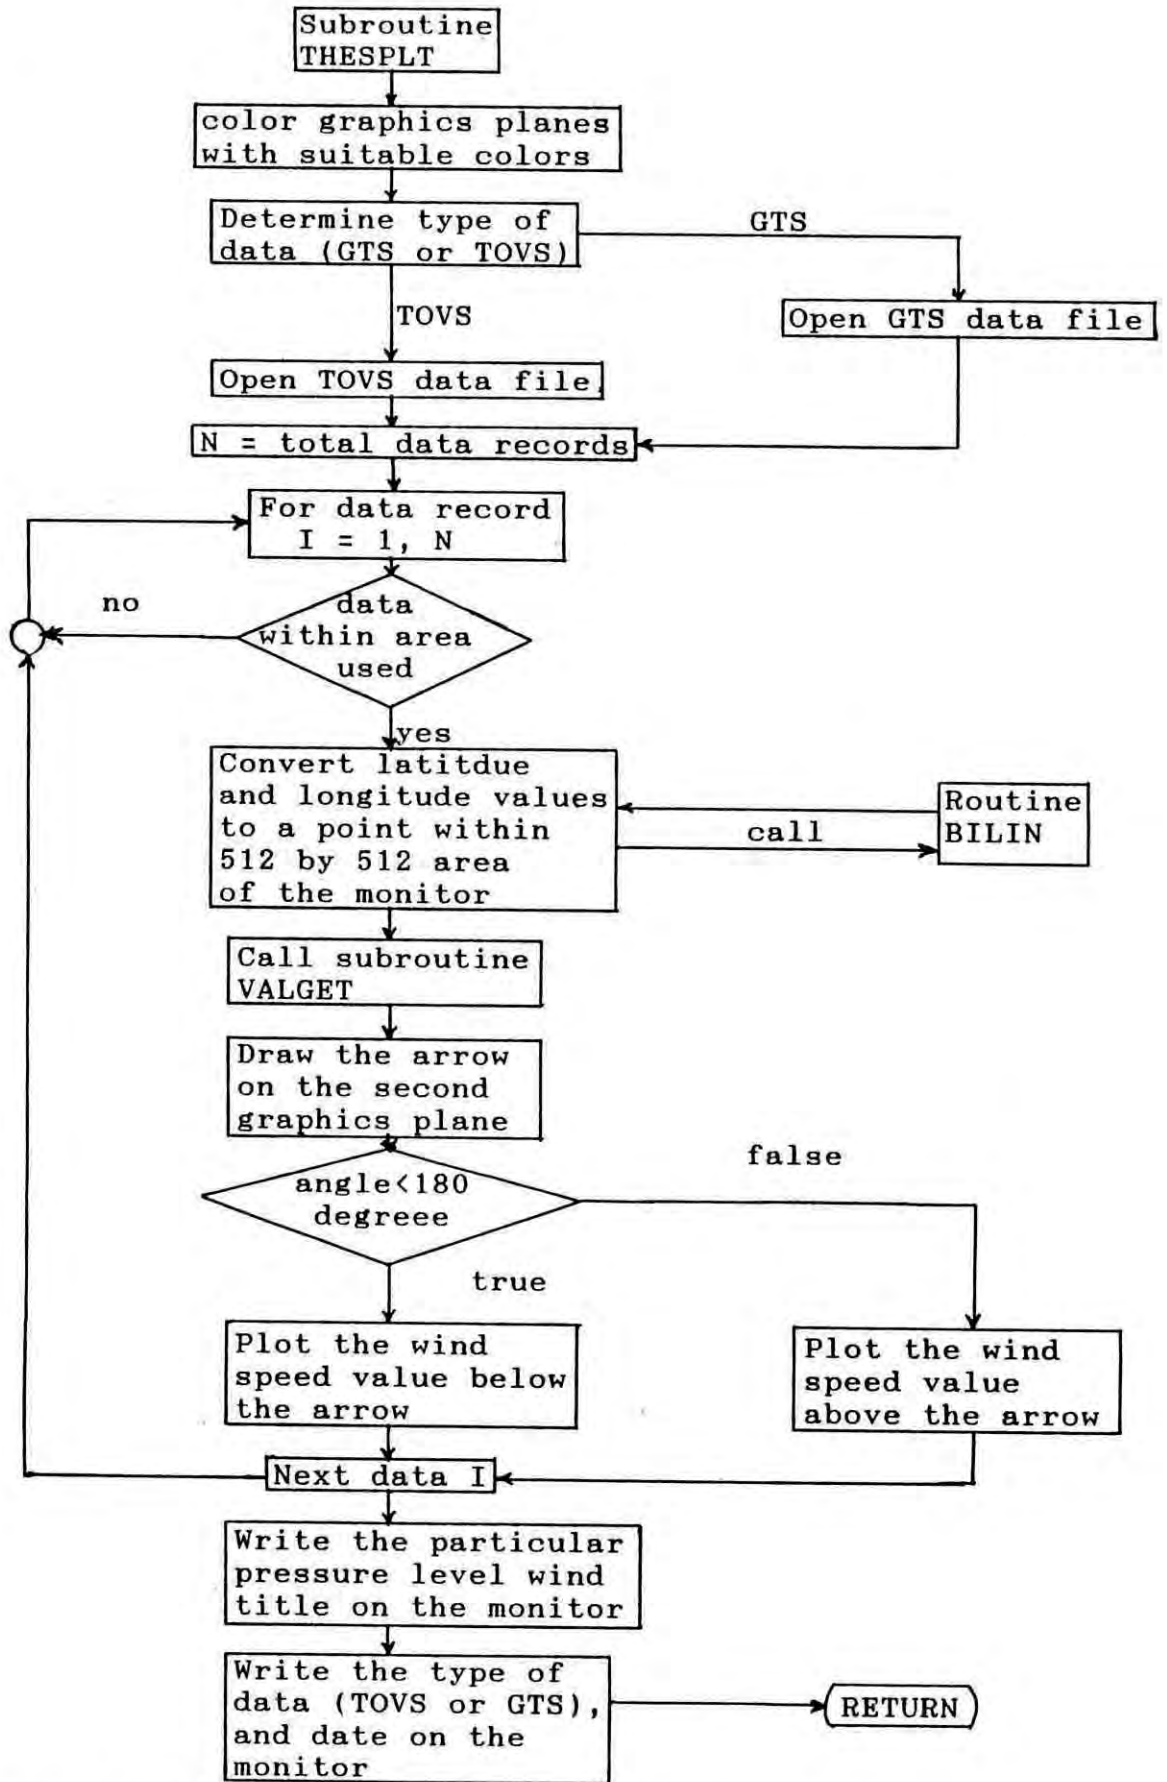 Subroutine
THESPLT
color graphics planes
with suitable colors
Determine type of
data (GTS or TOVS)
GTS
TOVS
Open GTS data file
Open TOVS data file
N = total data records
For data record
I = 1, N
no
data
within area
used
yes
Convert latitdue
and longitude values
to a point within
512 by 512 area
of the monitor
call
Routine
BILIN
Call subroutine
VALGET
Draw the arrow
on the second
graphics plane
false
angle<180
degreee
true
Plot the wind
speed value below
the arrow
Plot the wind
speed value
above the arrow
Next data I
Write the particular
pressure level wind
title on the monitor
Write the type of
data (TOVS or GTS),
and date on the
monitor
RETURN